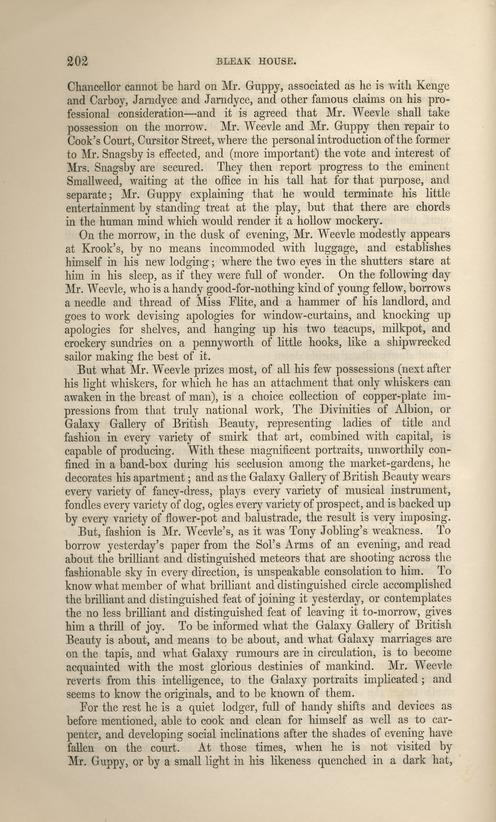 202
BLEAK HOUSE.
Chancellor cannot be hard on Mr. Guppy, associated as he is with Kenge
and Carboy, Jarndyce and Jarndyce, and other famous claims on his pro-
fessional consideration—and it is agreed that Mr. Weevle shall take
possession on the morrow. Mr. Weevle and Mr. Guppy then repair to
Cook's Court, Cursitor Street, where the personal introduction of the former
to Mr. Snagsby is effected, and (more important) the vote and interest of
Mrs. Snagsby are secured. They then report progress to the eminent
Smallweed, waiting at the office in his tall hat for that purpose, and
separate; Mr. Guppy explaining that he would terminate his little
entertainment by standing treat at the play, but that there are chords
in the human mind which would render it a hollow mockery.
On the morrow, in the dusk of evening, Mr. Weevle modestly appears
at Krook's, by no means incommoded with luggage, and establishes
himself in his new lodging; where the two eyes in the shutters stare at
him in his sleep, as if they were full of wonder. On the following day
Mr. Weevle, who is a handy good-for-nothing kind of young fellow, borrows
a needle and thread of Miss Flite, and a hammer of his landlord, and
goes to work devising apologies for window-curtains, and knocking up
apologies for shelves, and hanging up his two teacups, milkpot, and
crockery sundries on a pennyworth of little hooks, like a shipwrecked
sailor making the best of it.
But what Mr. Weevle prizes most, of all his few possessions (next after
his light whiskers, for which he has an attachment that only whiskers can
awaken in the breast of man), is a choice collection of copper-plate im-
pressions from that truly national work, The Divinities of Albion, or
Galaxy Gallery of British Beauty, representing ladies of title and
fashion in every variety of smirk that art, combined with capital, is
capable of producing. With these magnificent portraits, unworthily con-
fined in a band-box during his seclusion among the market-gardens, he
decorates his apartment; and as the Galaxy Gallery of British Beauty wears
every variety of fancy-dress, plays every variety of musical instrument,
fondles every variety of dog, ogles every variety of prospect, and is backed up
by every variety of flower-pot and balustrade, the result is very imposing.
But, fashion is Mr. Weevle's, as it was Tony Jobling's weakness. To
borrow yesterday's paper from the Sol's Arms of an evening, and read
about the brilliant and distinguished meteors that are shooting across the
fashionable sky in every direction, is unspeakable consolation to him. To
know what member of what brilliant and distinguished circle accomplished
the brilliant and distinguished feat of joining it yesterday, or contemplates
the no less brilliant and distinguished feat of leaving it to-morrow, gives
him a thrill of joy. To be informed what the Galaxy Gallery of British
Beauty is about, and means to be about, and what Galaxy marriages are
on the tapis, and what Galaxy rumours are in circulation, is to become
acquainted with the most glorious destinies of mankind. Mr. Weevle
reverts from this intelligence, to the Galaxy portraits implicated; and
seems to know the originals, and to be known of them.
For the rest he is a quiet lodger, full of handy shifts and devices as
before mentioned, able to cook and clean for himself as well as to car-
penter, and developing social inclinations after the shades of evening have
fallen on the court. At those times, when he is not visited by
Mr. Guppy, or by a small light in his likeness quenched in a dark hat,